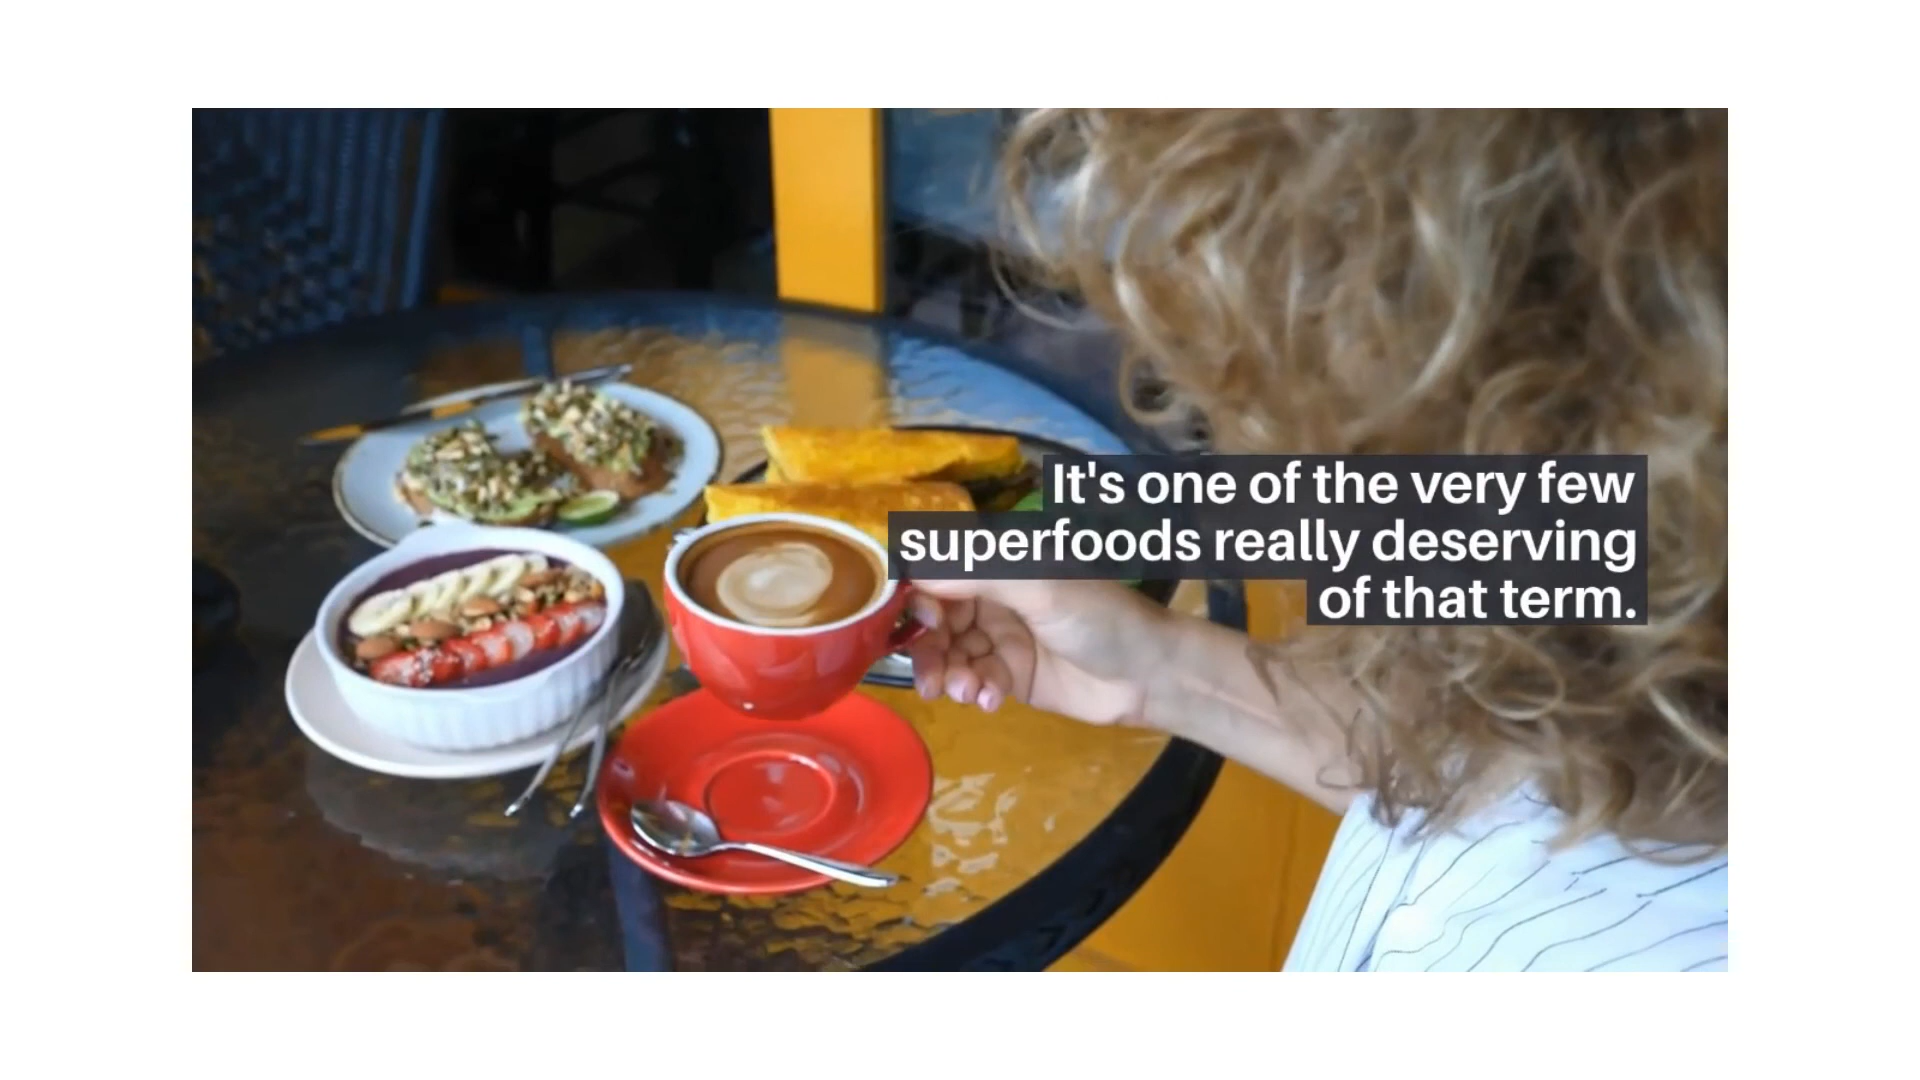 It's one of the very few
superfoods really deserving
of that term.